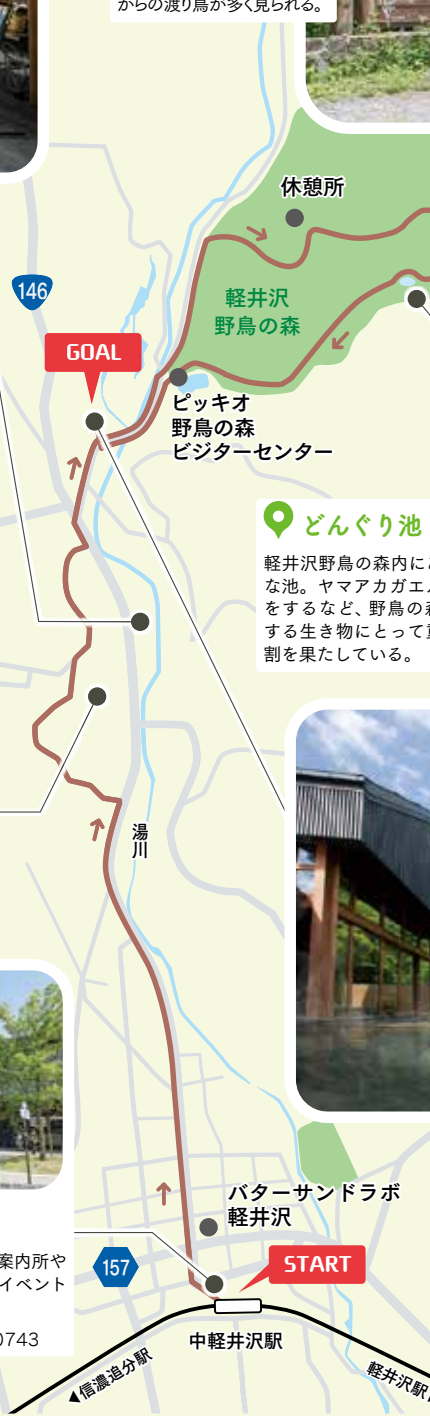 からの渡り鳥が多く見られる。
休憩所
146
軽井沢
野鳥の森
GOAL
ピッキオ
野鳥の森
ビジターセンター
どんぐり池
軽井沢野鳥の森内に
な池。ヤマアカガエル
をするなど、野鳥の森
する生き物にとって重
割を果たしている。
湯川
バターサンドラボ
軽井沢
案内所や
イベント
157
START
0743
中軽井沢駅
◀信濃追分駅
軽井沢駅